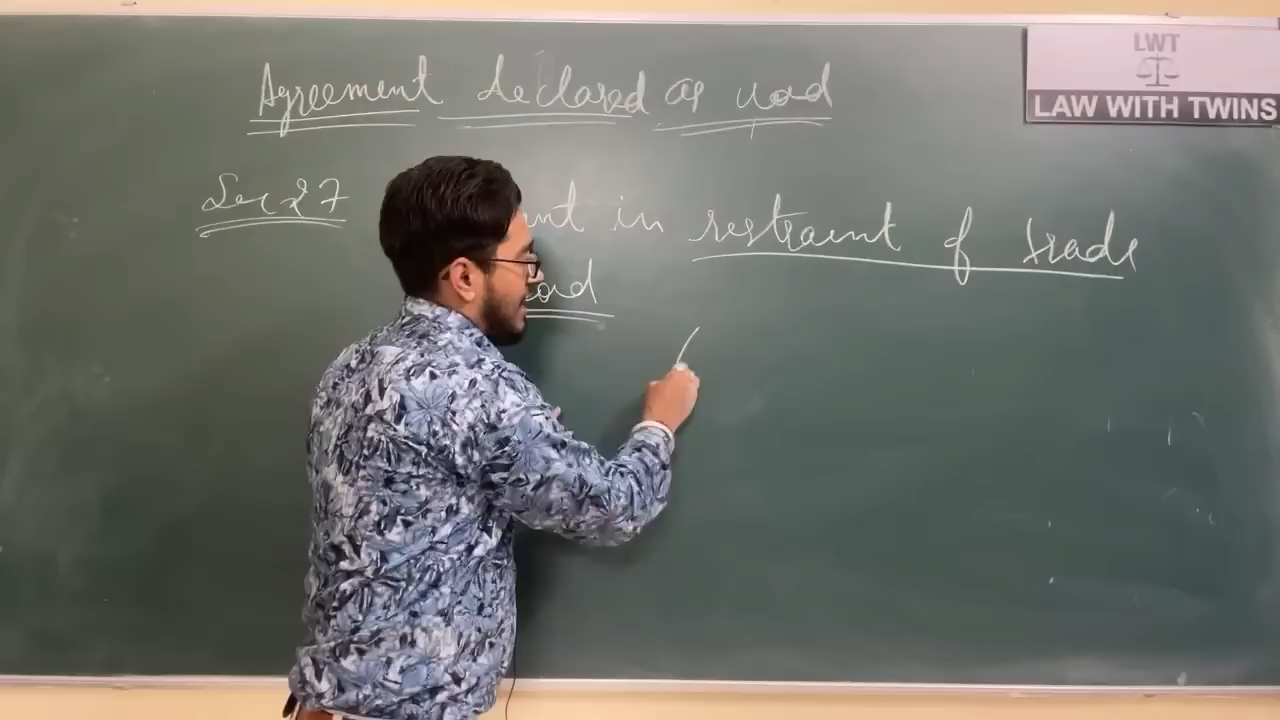 Agreement declared as void
LWT
LAW WITH TWINS
Sec 27 in restraint of trade